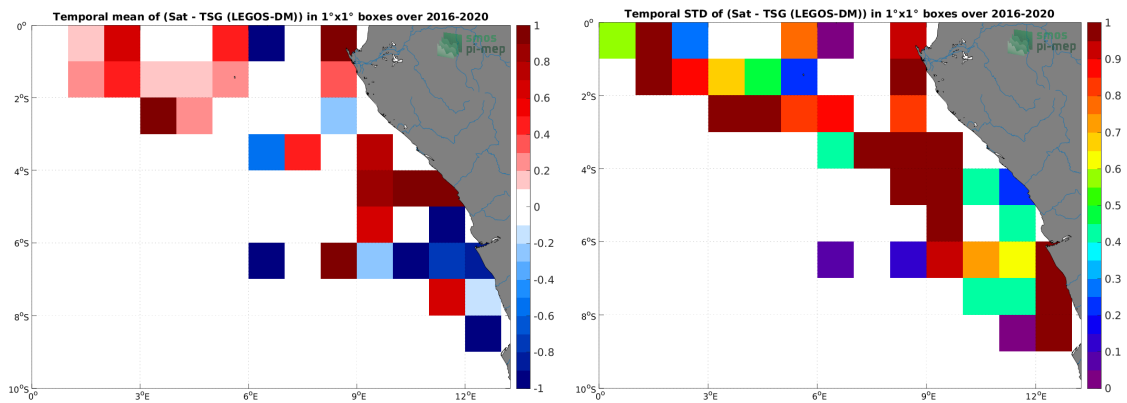 Temporal mean of (Sat - TSG (LEGOS-DM)) in 1°x1° boxes over 2016-2020
0°
2°S
4°S
6°S
8°S
10°S
0°
3°E
6°E
9°E
12°E
smos
pi-mep
1
0.8
0.6
0.4
0.2
0
-0.2
-0.4
-0.6
-0.8
-1
Temporal STD of (Sat - TSG (LEGOS-DM)) in 1°x1° boxes over 2016-2020
0°
2°S
4°S
6°S
8°S
10°S
0°
3°E
6°E
9°E
12°E
smos
pi-mep
1
0.9
0.8
0.7
0.6
0.5
0.4
0.3
0.2
0.1
0